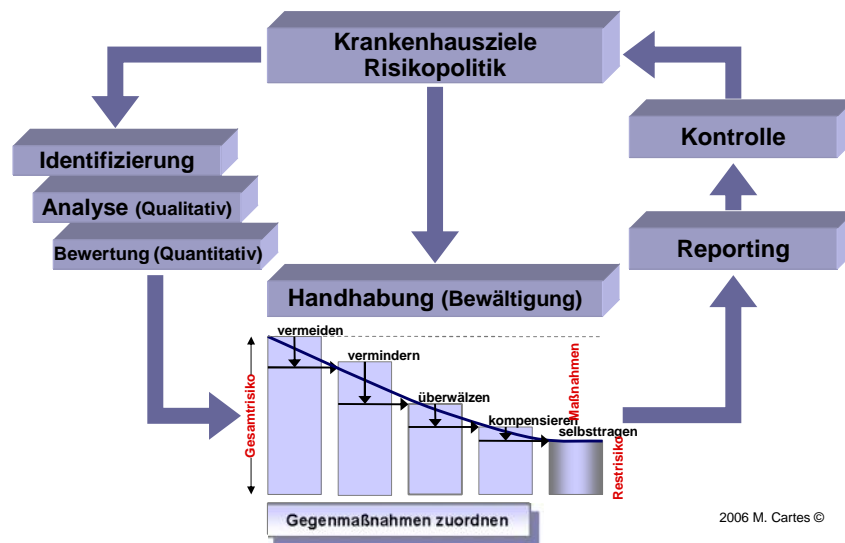 Krankenhausziele
Risikopolitik
Identifizierung
Analyse (Qualitativ)
Bewertung (Quantitativ)
Kontrolle
Reporting
Handhabung (Bewältigung)
vermeiden
vermindern
überwälzen
kompensieren
selbsttragen
Gesamtrisiko
Maßnahmen
Restrisiko
Gegenmaßnahmen zuordnen
2006 M. Cartes ©